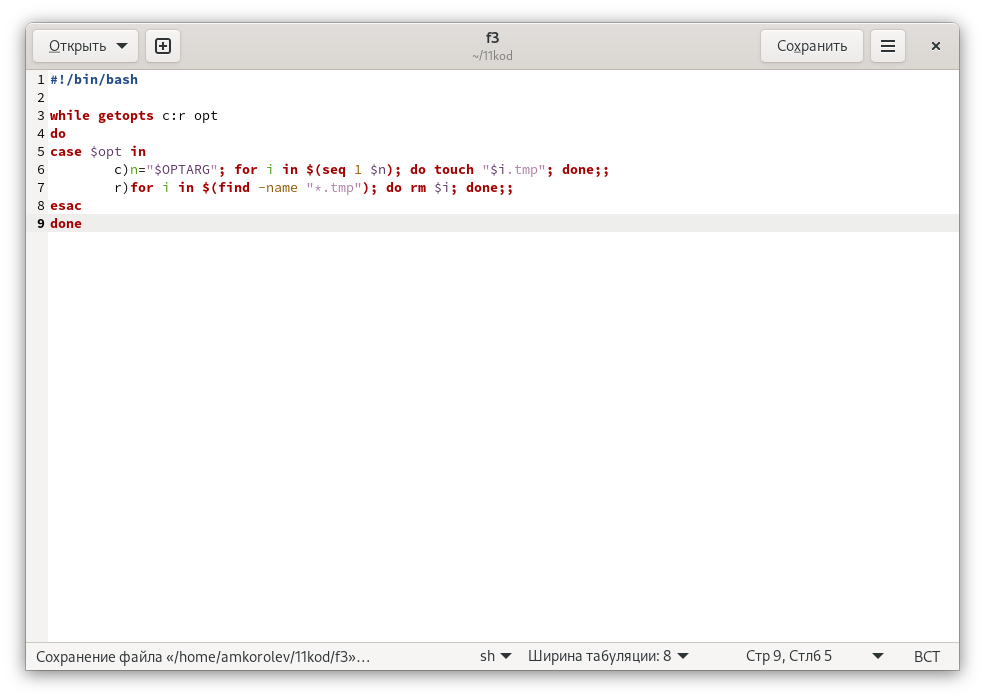 Открыть
f3
~/11kod
Сохранить
1 #!/bin/bash
2
3 while getopts c:r opt
4 do
5 case $opt in
6         c)n="$OPTARG"; for i in $(seq 1 $n); do touch "$i.tmp"; done;;
7         r)for i in $(find -name "*.tmp"); do rm $i; done;;
8 esac
9 done
Сохранение файла «/home/amkorolev/11kod/f3»… sh Ширина табуляции: 8 Стр 9, Стлб 5 ВСТ